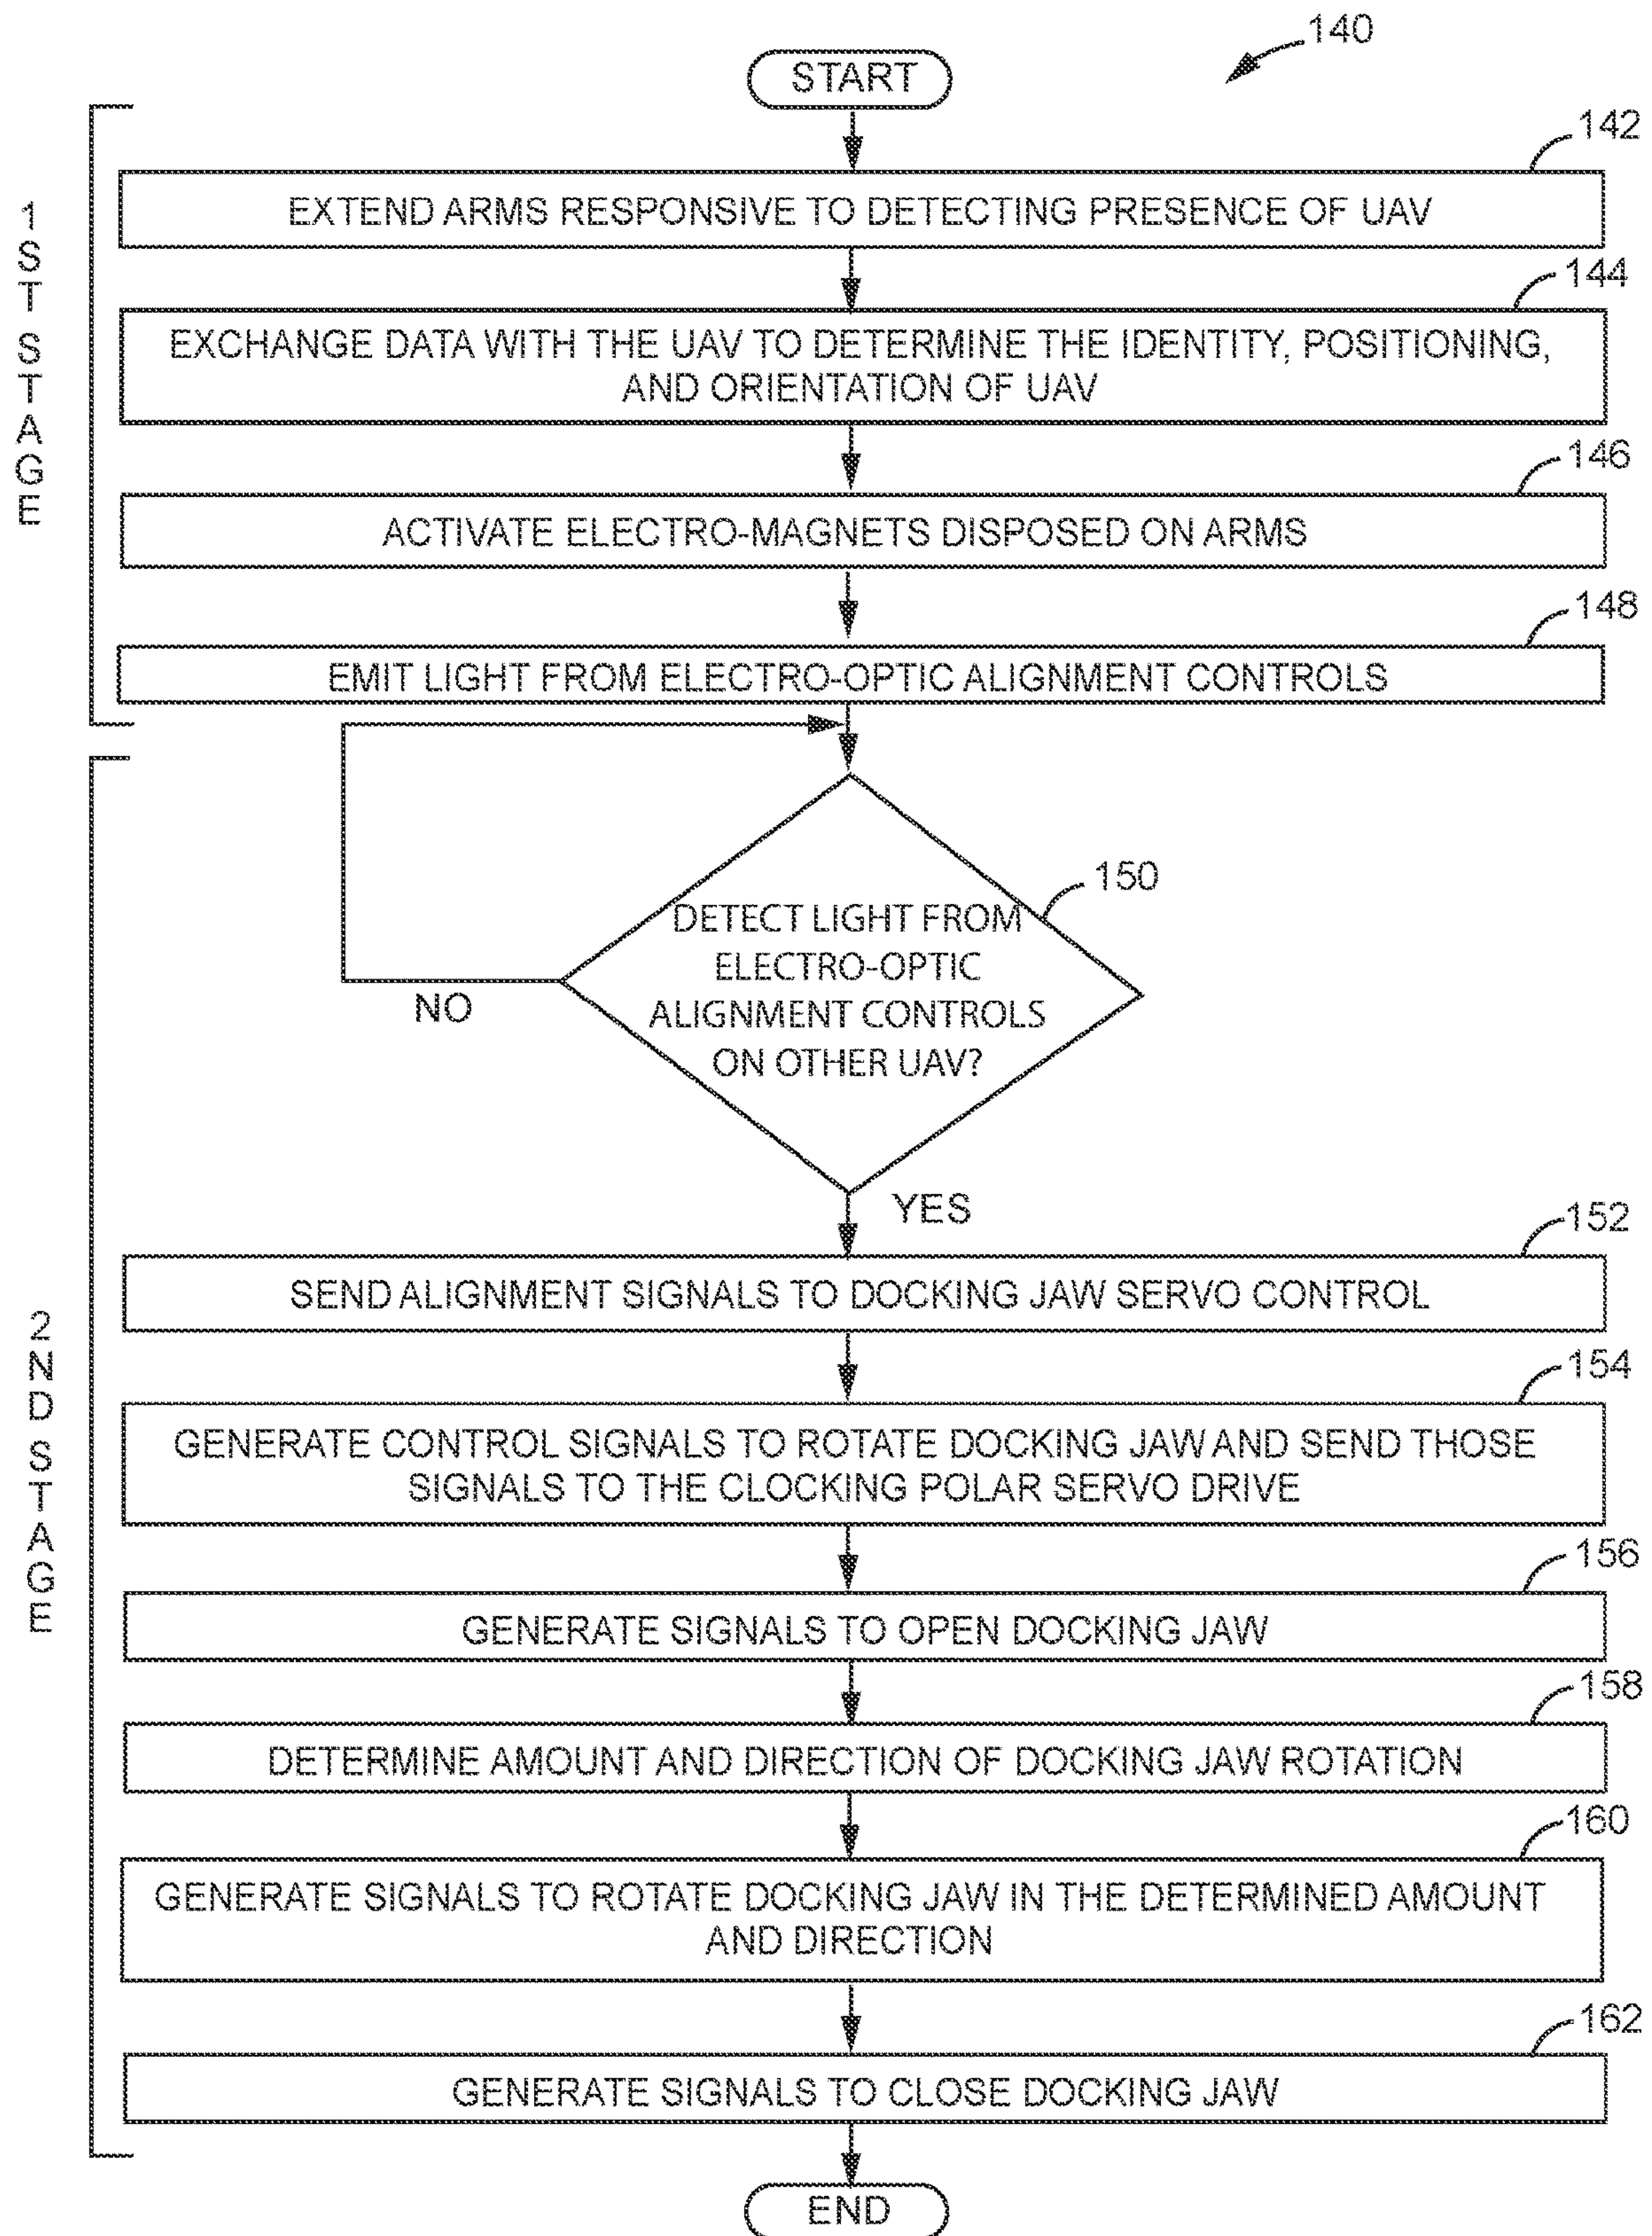 140
START
1ST STAGE
142
EXTEND ARMS RESPONSIVE TO DETECTING PRESENCE OF UAV
144
EXCHANGE DATA WITH THE UAV TO DETERMINE THE IDENTITY, POSITIONING,
AND ORIENTATION OF UAV
146
ACTIVATE ELECTRO-MAGNETS DISPOSED ON ARMS
148
EMIT LIGHT FROM ELECTRO-OPTIC ALIGNMENT CONTROLS
2ND STAGE
150
DETECT LIGHT FROM
ELECTRO-OPTIC
ALIGNMENT CONTROLS
ON OTHER UAV?
NO
YES
152
SEND ALIGNMENT SIGNALS TO DOCKING JAW SERVO CONTROL
154
GENERATE CONTROL SIGNALS TO ROTATE DOCKING JAW AND SEND THOSE
SIGNALS TO THE CLOCKING POLAR SERVO DRIVE
156
GENERATE SIGNALS TO OPEN DOCKING JAW
158
DETERMINE AMOUNT AND DIRECTION OF DOCKING JAW ROTATION
160
GENERATE SIGNALS TO ROTATE DOCKING JAW IN THE DETERMINED AMOUNT
AND DIRECTION
162
GENERATE SIGNALS TO CLOSE DOCKING JAW
END